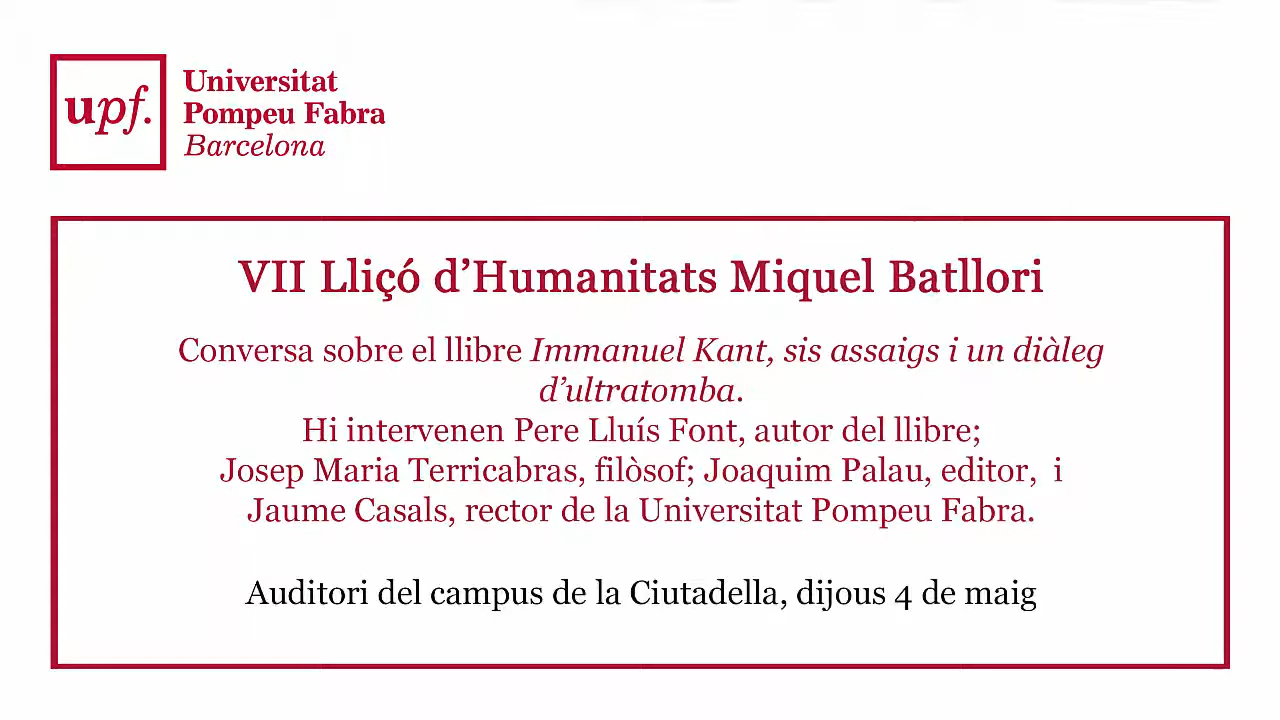 upf.
Universitat
Pompeu Fabra
Barcelona
VII Lliçó d’Humanitats Miquel Batllori
Conversa sobre el llibre Immanuel Kant, sis assaigs i un diàleg
d’ultratomba.
Hi intervenen Pere Lluís Font, autor del llibre;
Josep Maria Terricabras, filòsof; Joaquim Palau, editor,  i
Jaume Casals, rector de la Universitat Pompeu Fabra.
Auditori del campus de la Ciutadella, dijous 4 de maig